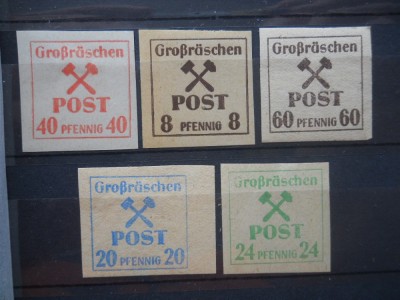 Großräschen
POST
40 PFENNIG 40
Großräschen
POST
8 PFENNIG 8
Großräschen
POST
60 PFENNIG 60
Großräschen
POST
20 PFENNIG 20
Großräschen
POST
24 PFENNIG 24